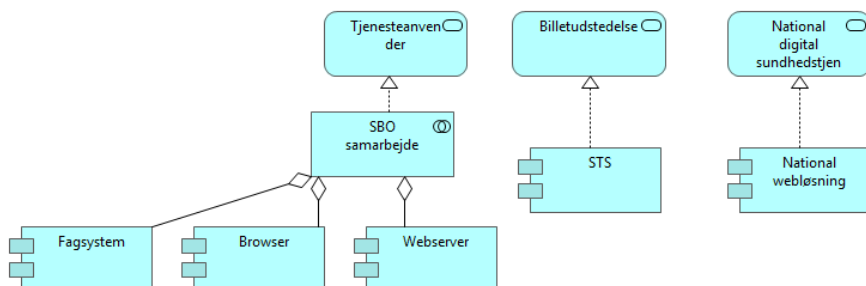 Tjenesteanven
der
Billetudstedelse
National
digital
sundhedstjen
SBO
samarbejde
STS
National
webløsning
Fagsystem
Browser
Webserver